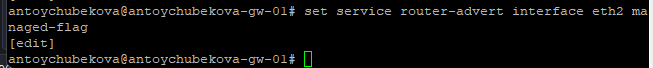 antoychubekova@antoychubekova-gw-01# set service router-advert interface eth2 ma
naged-flag
[edit]
antoychubekova@antoychubekova-gw-01#